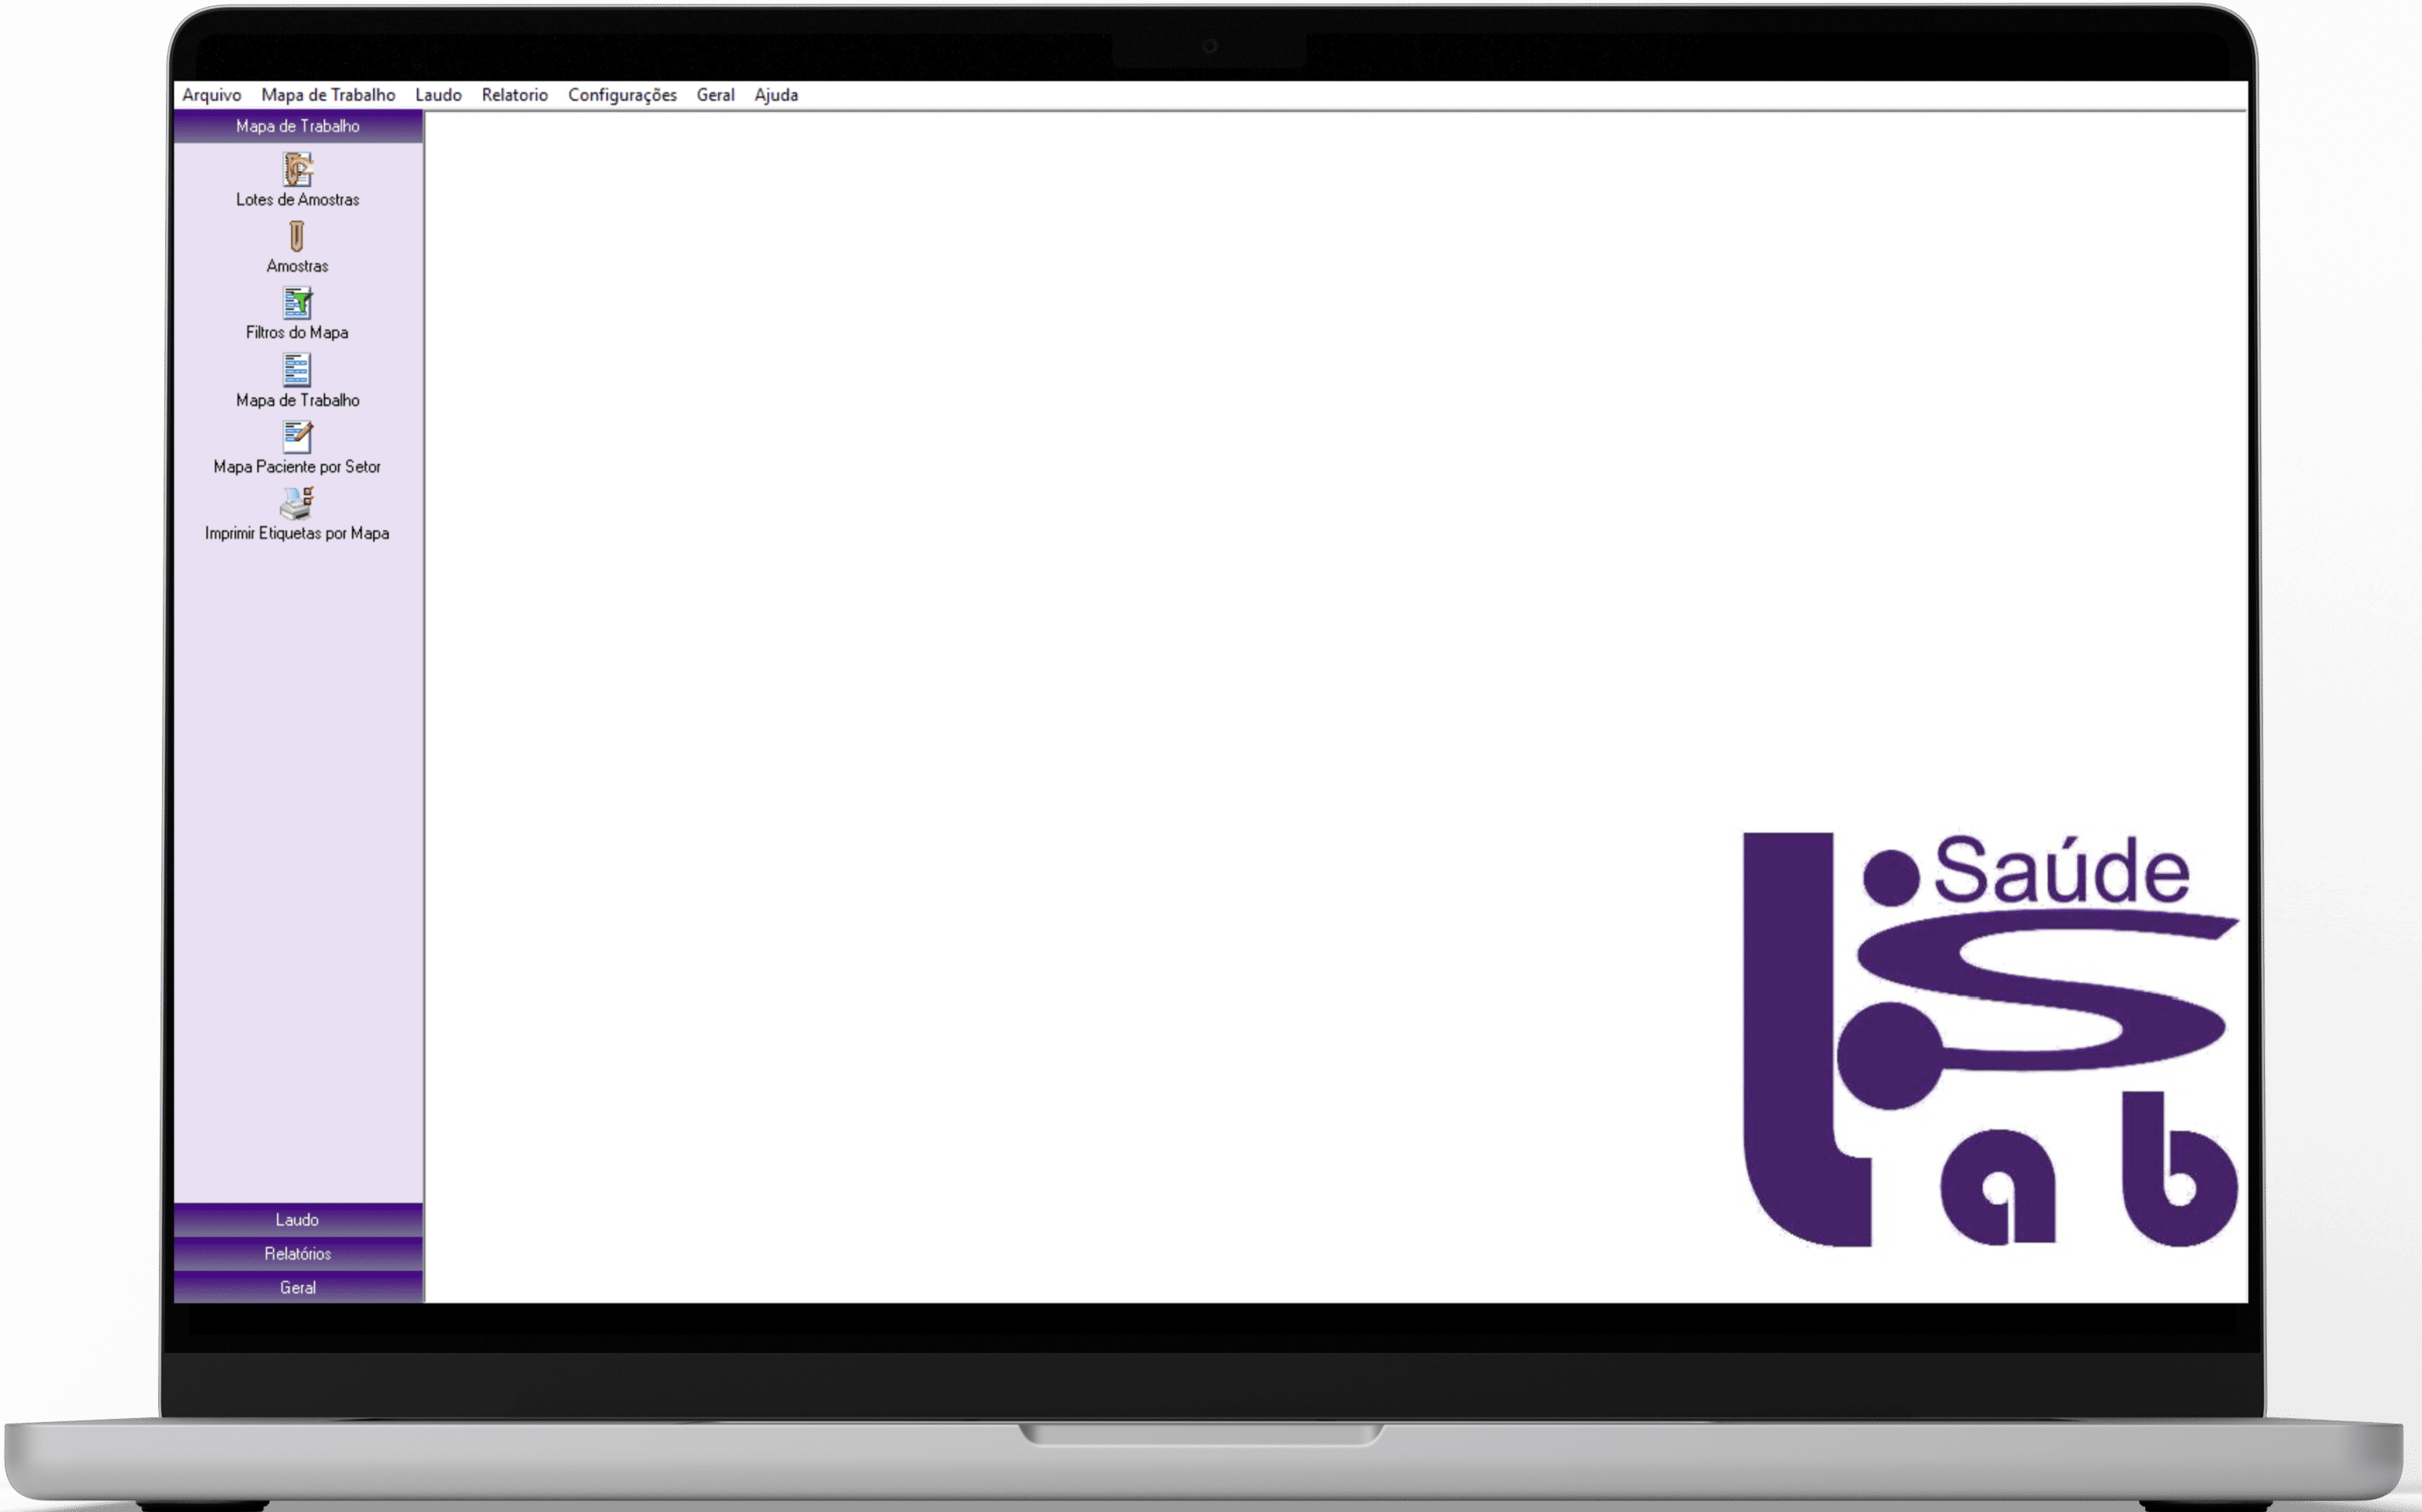 Arquivo Mapa de Trabalho Laudo Relatorio Configurações Geral Ajuda
Mapa de Trabalho
Lotes de Amostras
Amostras
Filtros do Mapa
Mapa de Trabalho
Mapa Paciente por Setor
Imprimir Etiquetas por Mapa
Laudo
Relatórios
Geral
Saúde
S
Lab